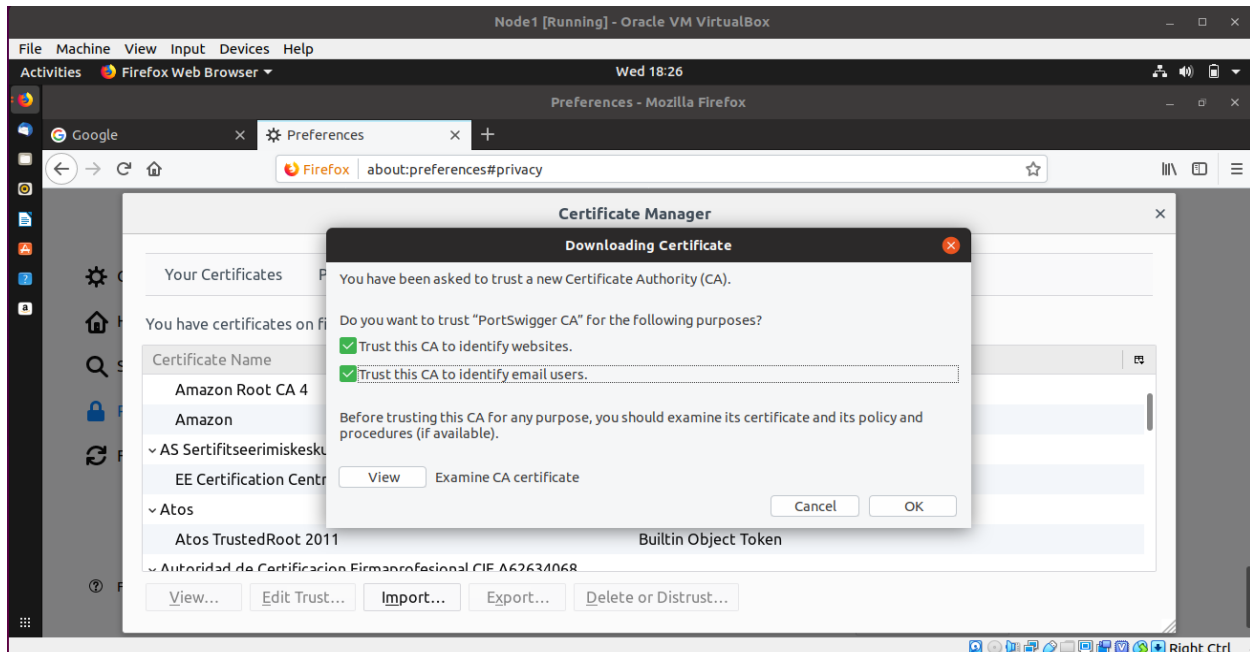 Node1 [Running] - Oracle VM VirtualBox
File Machine View Input Devices Help
Activities Firefox Web Browser Wed 18:26
Preferences - Mozilla Firefox
Google Preferences
Firefox about:preferences#privacy
Certificate Manager
Downloading Certificate
Your Certificates P
You have been asked to trust a new Certificate Authority (CA).
You have certificates on fi
Do you want to trust “PortSwigger CA” for the following purposes?
Trust this CA to identify websites.
Certificate Name
Trust this CA to identify email users.
Amazon Root CA 4
Amazon
Before trusting this CA for any purpose, you should examine its certificate and its policy and
procedures (if available).
AS Sertifitseerimiskesku
EE Certification Centr
View Examine CA certificate
Atos
Cancel OK
Atos TrustedRoot 2011 Builtin Object Token
Autoridad de Certificacion Firmaprofesional CIF A62634068
View... Edit Trust... Import... Export... Delete or Distrust...
Right Ctrl